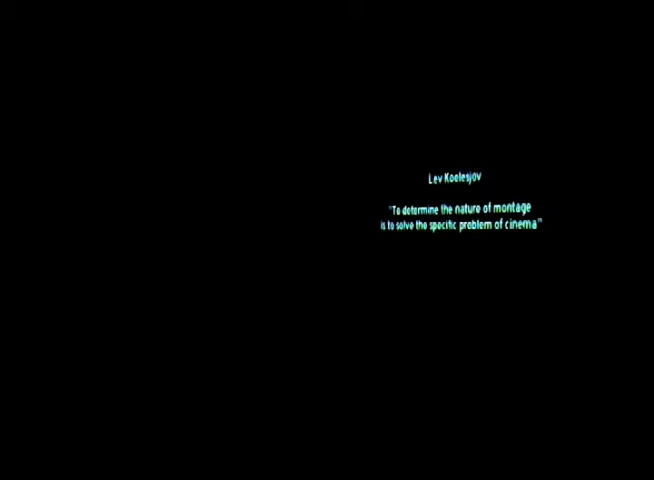 Lev Koelesjov
"To determine the nature of montage
is to solve the specific problem of cinema"